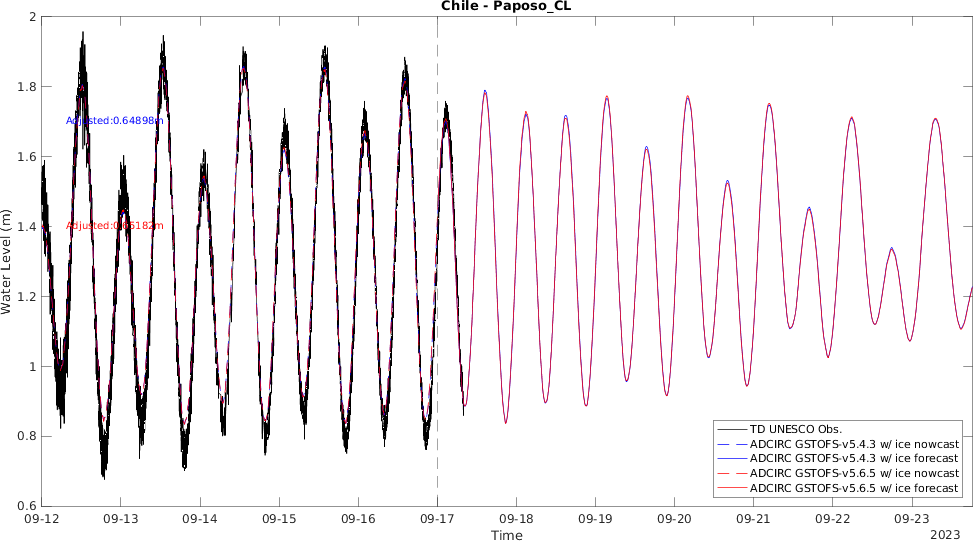 Chile - Paposo_CL
2
1.8
1.6
1.4
1.2
1
0.8
0.6
Water Level (m)
Adjusted:0.64898m
Adjusted:0.65182m
TD UNESCO Obs.
ADCIRC GSTOFS-v5.4.3 w/ ice nowcast
ADCIRC GSTOFS-v5.4.3 w/ ice forecast
ADCIRC GSTOFS-v5.6.5 w/ ice nowcast
ADCIRC GSTOFS-v5.6.5 w/ ice forecast
09-12 09-13 09-14 09-15 09-16 09-17 09-18 09-19 09-20 09-21 09-22 09-23
Time
2023